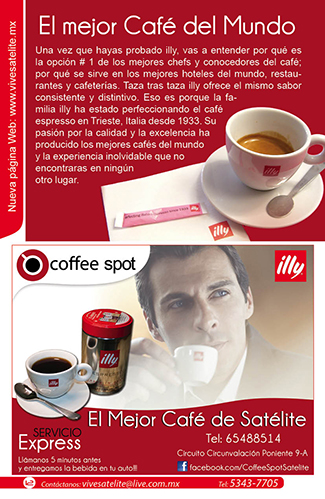 Nueva página Web: www.vivesatelite.mx
El mejor Café del Mundo
Una vez que hayas probado illy, vas a entender por qué es
la opción # 1 de los mejores chefs y conocedores del café;
por qué se sirve en los mejores hoteles del mundo, restau-
rantes y cafeterías. Taza tras taza illy ofrece el mismo sabor
consistente y distintivo. Eso es porque la fa-
milia illy ha estado perfeccionando el café
espresso en Trieste, Italia desde 1933. Su
pasión por la calidad y la excelencia ha
producido los mejores cafés del mundo
y la experiencia inolvidable que no
encontraras en ningún
otro lugar.
illy
illy
coffee spot
illy
illy
illy
illy
El Mejor Café de Satélite
SERVICIO
Express
Llámanos 5 minutos antes
y entregamos la bebida en tu auto!!!
Tel: 65488514
Circuito Circunvalación Poniente 9-A
facebook.com/CoffeeSpotSatelite
Contáctanos: vivesatelite@live.com.mx
Tel: 5343-7705